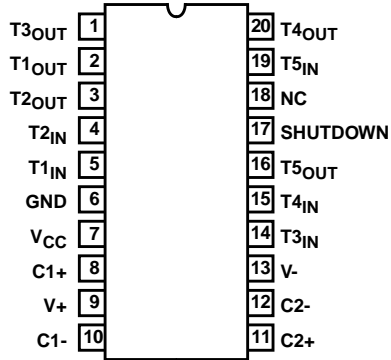 T3OUT 1 20 T4OUT
T1OUT 2 19 T5IN
T2OUT 3 18 NC
T2IN 4 17 SHUTDOWN
T1IN 5 16 T5OUT
GND 6 15 T4IN
VCC 7 14 T3IN
C1+ 8 13 V-
V+ 9 12 C2-
C1- 10 11 C2+